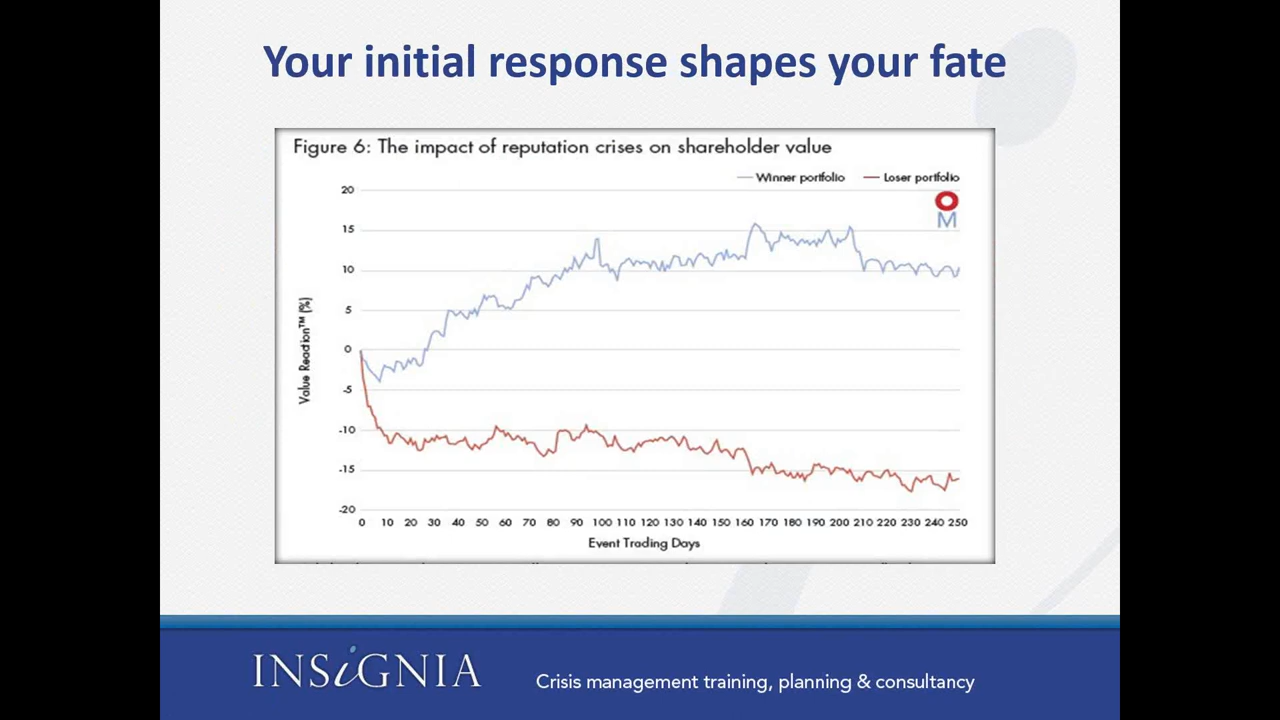 Your initial response shapes your fate
Figure 6: The impact of reputation crises on shareholder value
Winner portfolio
Loser portfolio
O
M
20
15
10
5
0
-5
-10
-15
-20
Value Reaction™ (%)
0 10 20 30 40 50 60 70 80 90 100 110 120 130 140 150 160 170 180 190 200 210 220 230 240 250
Event Trading Days
INSiGNIA
Crisis management training, planning & consultancy